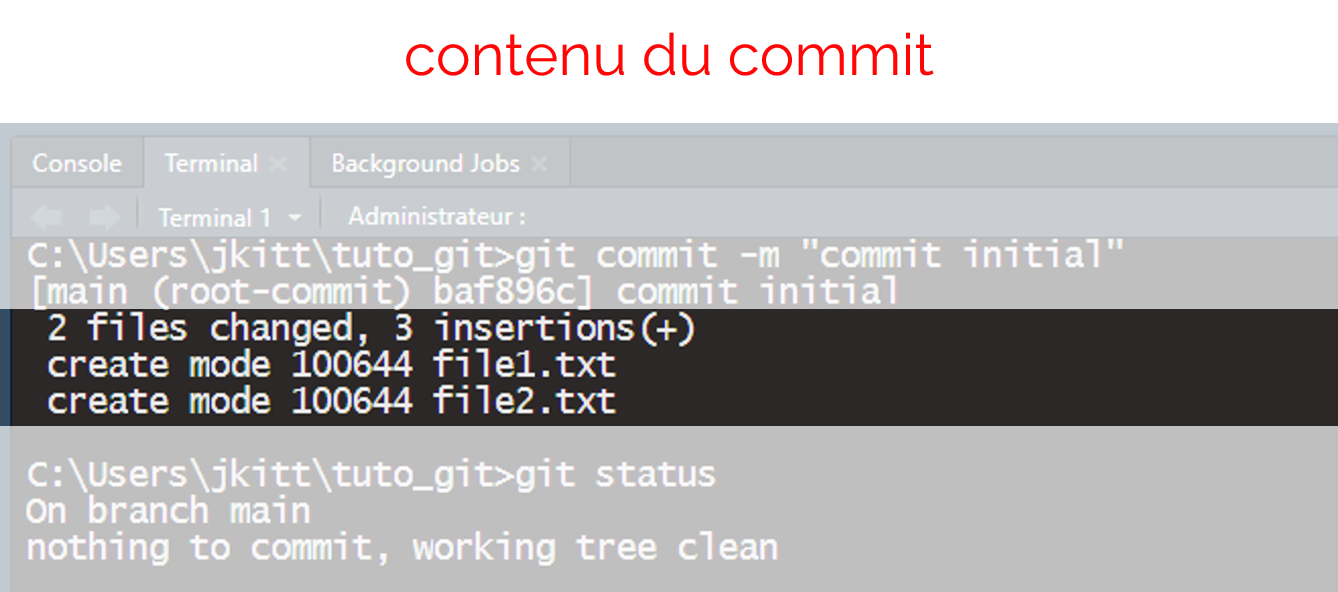 contenu du commit
Console Terminal Background Jobs
Terminal 1 Administrateur :
C:\Users\jkitt\tuto_git>git commit -m "commit initial"
[main (root-commit) baf896c] commit initial
2 files changed, 3 insertions(+)
create mode 100644 file1.txt
create mode 100644 file2.txt
C:\Users\jkitt\tuto_git>git status
On branch main
nothing to commit, working tree clean